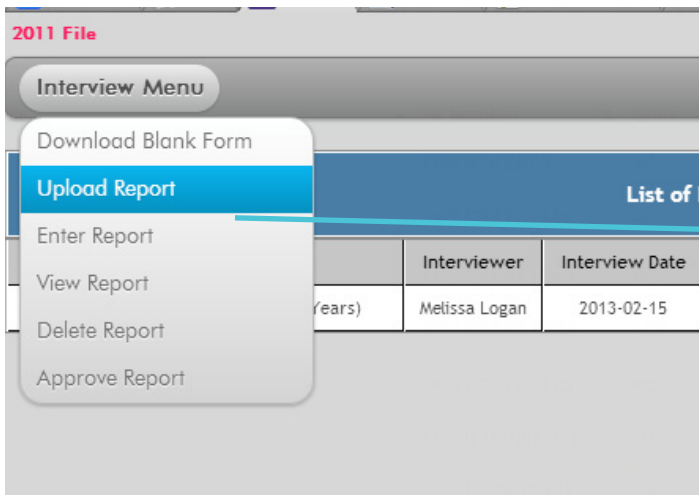 2011 File
Interview Menu
Download Blank Form
Upload Report
List of
Enter Report
Interviewer
Interview Date
View Report
Years)
Melissa Logan
2013-02-15
Delete Report
Approve Report